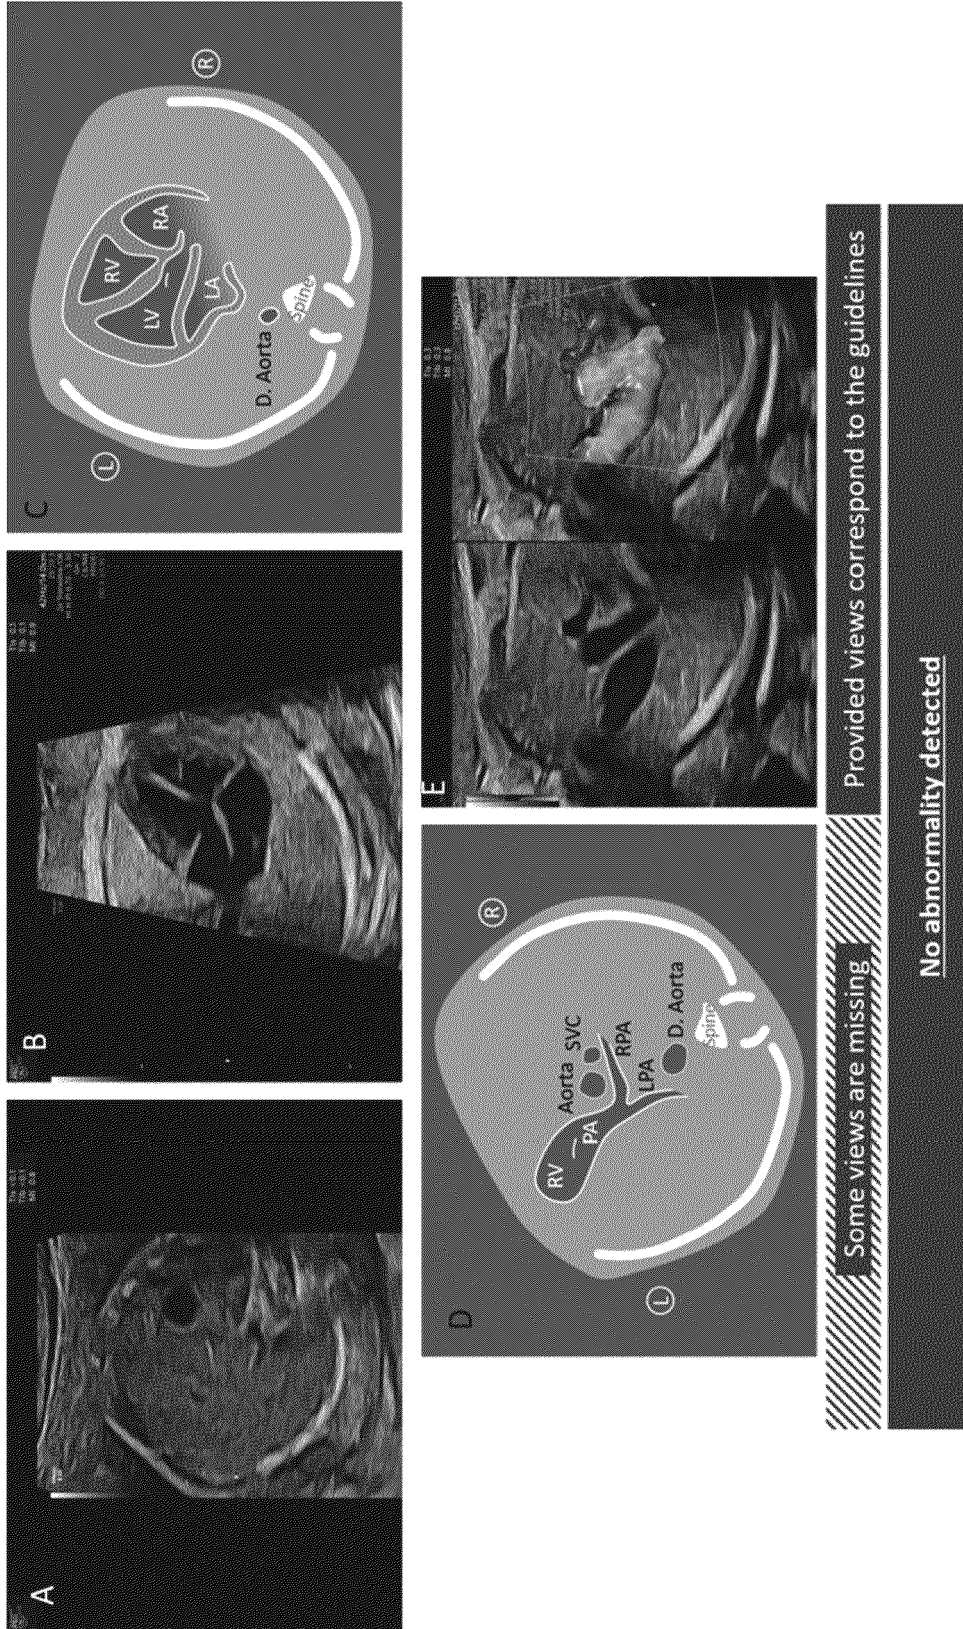 A
B
C
L
R
RV
RA
LV
LA
D. Aorta
Spine
D
L
R
RV
PA
Aorta
SVC
RPA
LPA
D. Aorta
Spine
E
Some views are missing
Provided views correspond to the guidelines
No abnormality detected